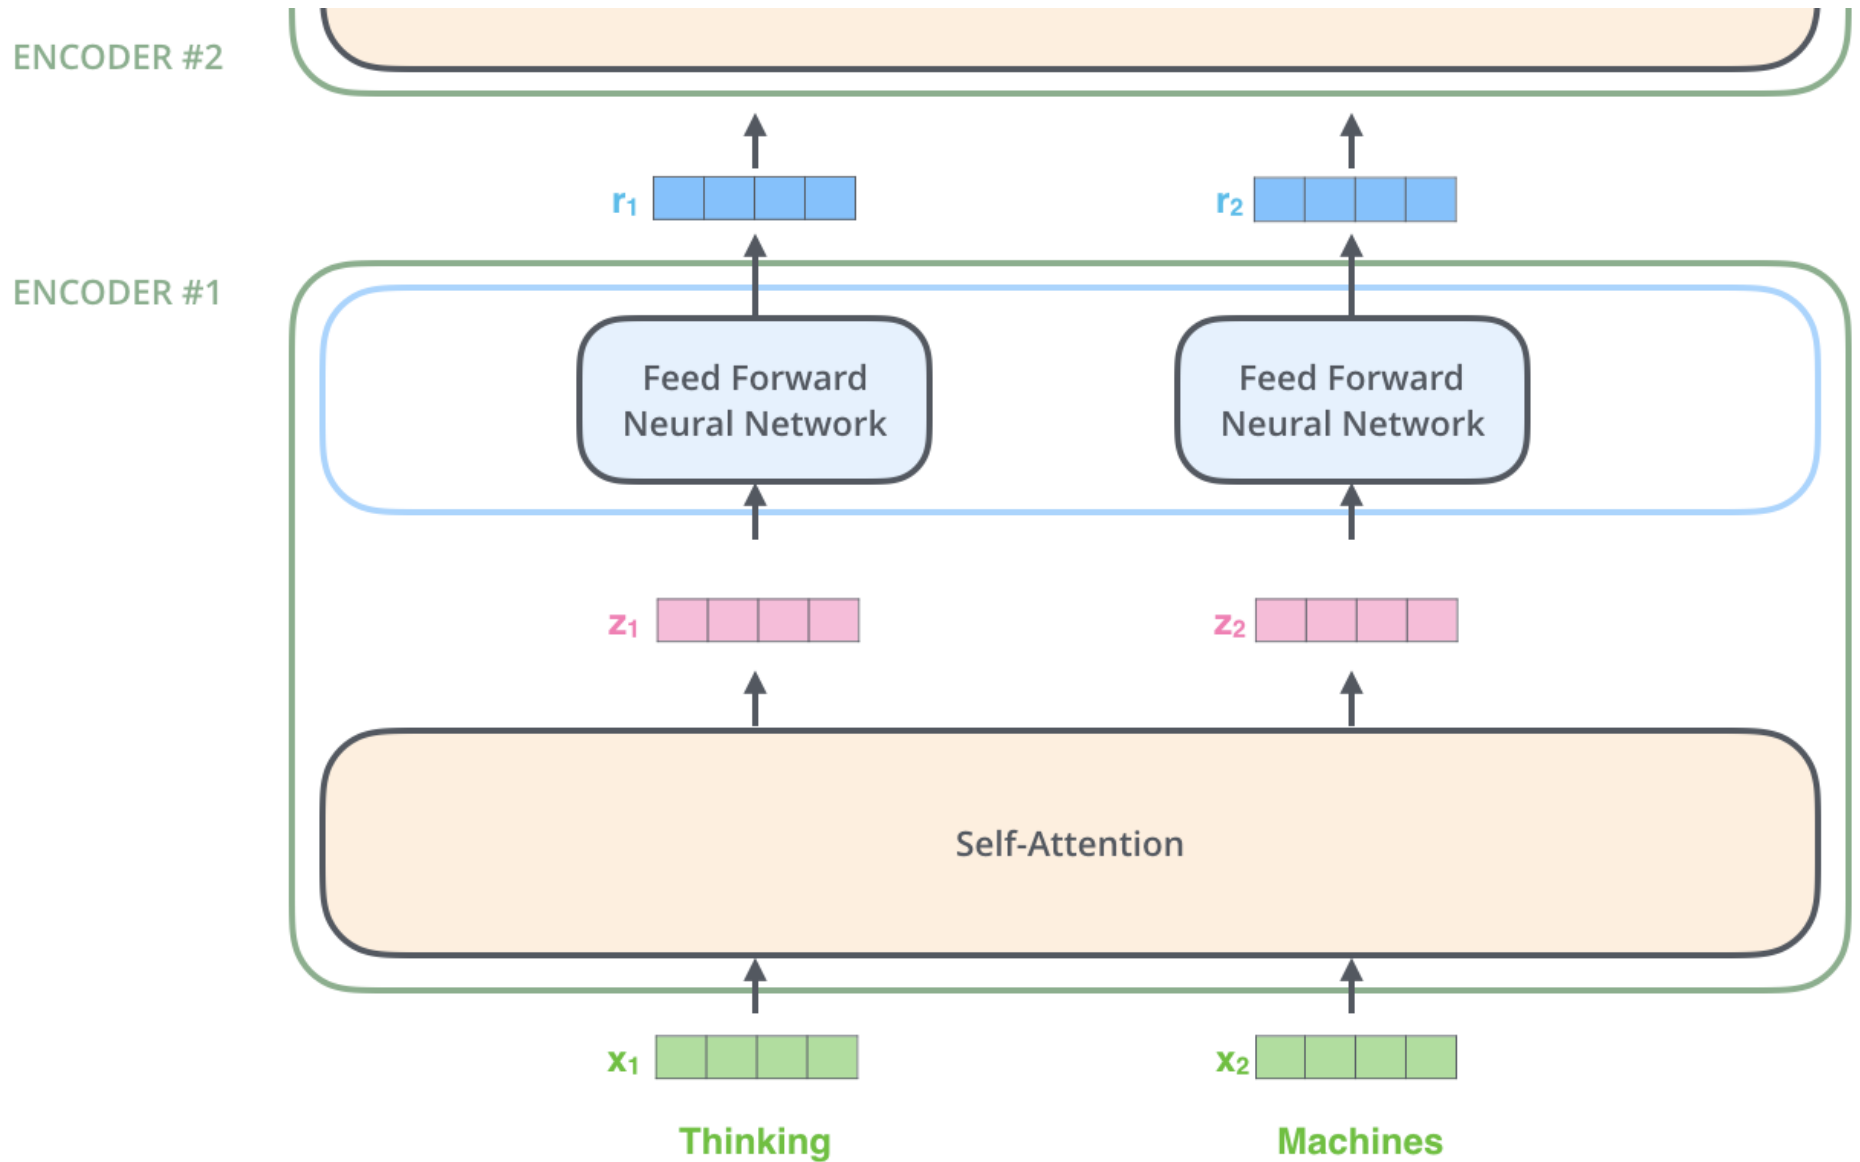 ENCODER #2
r1
r2
ENCODER #1
Feed Forward
Neural Network
Feed Forward
Neural Network
z1
z2
Self-Attention
x1
x2
Thinking
Machines